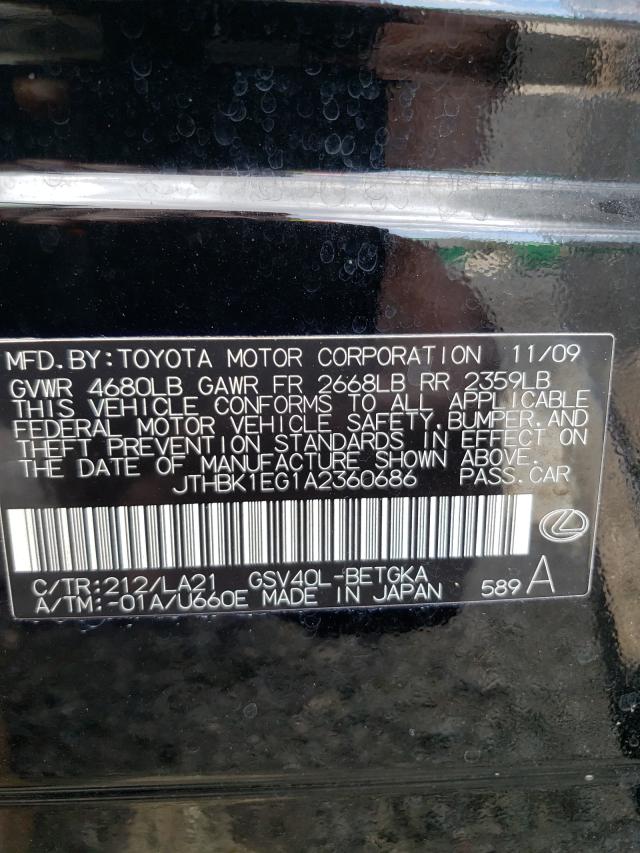 MFD.BY:TOYOTA MOTOR CORPORATION 11/09
GVWR 4680LB GAWR FR 2668LB RR 2359LB
THIS VEHICLE CONFORMS TO ALL APPLICABLE
FEDERAL MOTOR VEHICLE SAFETY,BUMPER,AND
THEFT PREVENTION STANDARDS IN EFFECT ON
THE DATE OF MANUFACTURE SHOWN ABOVE.
JTHBK1EG1A2360686 PASS.CAR
C/TR:212/LA21 GSV40L-BETGKA
A/TM:-01A/U660E MADE IN JAPAN 589 A